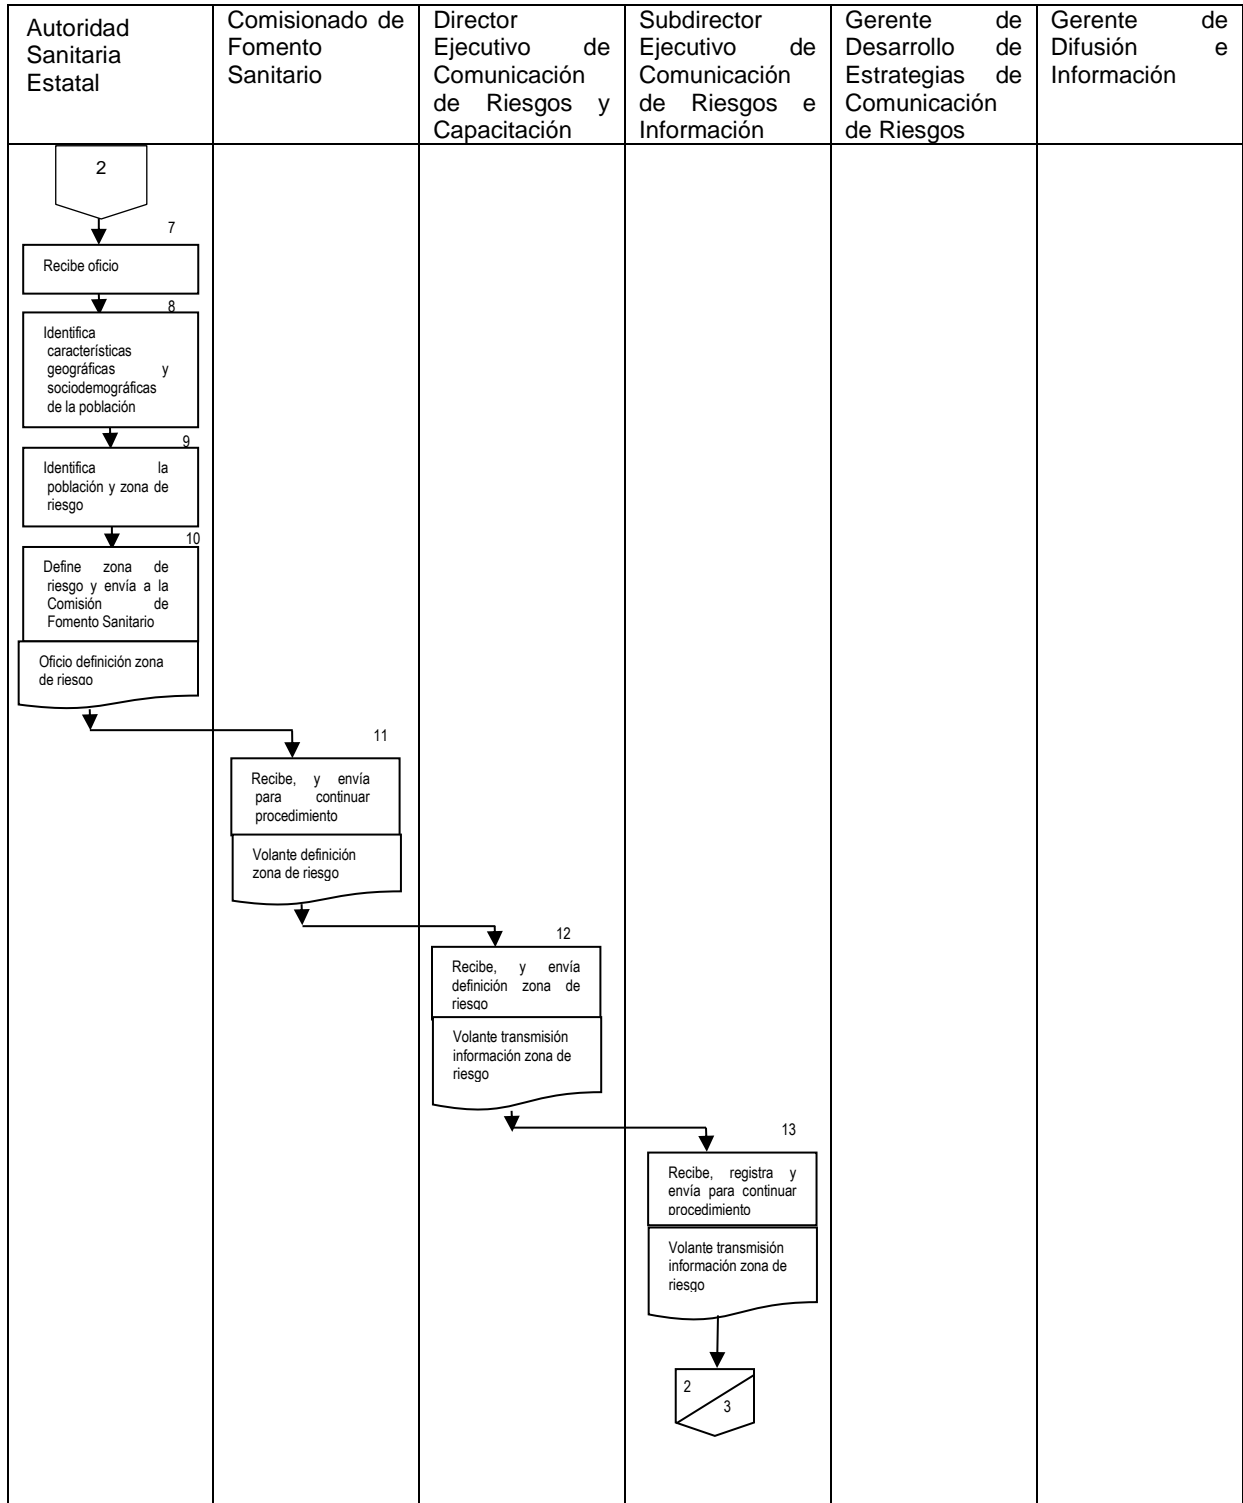 Autoridad
Sanitaria
Estatal
Comisionado de
Fomento
Sanitario
Director
Ejecutivo de
Comunicación
de Riesgos y
Capacitación
Subdirector
Ejecutivo de
Comunicación
de Riesgos e
Información
Gerente de
Desarrollo de
Estrategias de
Comunicación
de Riesgos
Gerente de
Difusión e
Información
2
7
Recibe oficio
8
Identifica
características
geográficas y
sociodemográficas
de la población
9
Identifica la
población y zona de
riesgo
10
Define zona de
riesgo y envía a la
Comisión de
Fomento Sanitario
Oficio definición zona
de riesgo
11
Recibe, y envía
para continuar
procedimiento
Volante definición
zona de riesgo
12
Recibe, y envía
definición zona de
riesgo
Volante transmisión
información zona de
riesgo
13
Recibe, registra y
envía para continuar
procedimiento
Volante transmisión
información zona de
riesgo
2
3